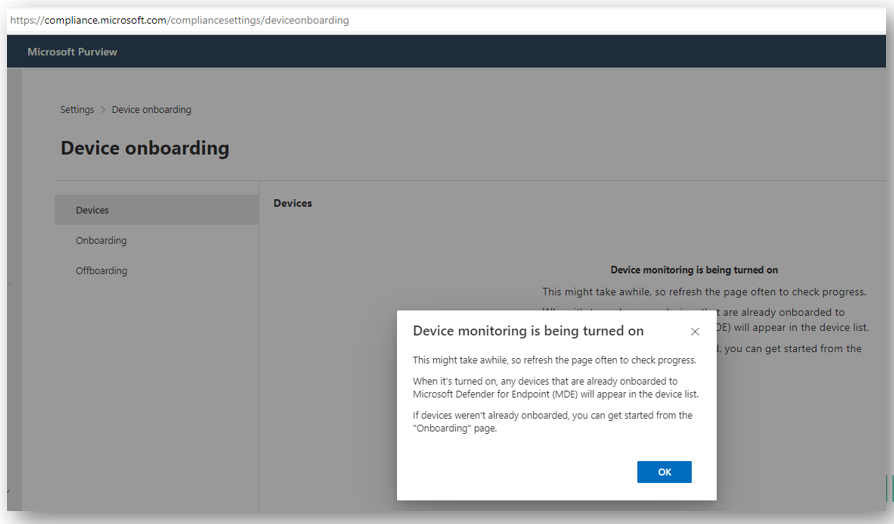 https://compliance.microsoft.com/compliancesettings/deviceonboarding
Microsoft Purview
Settings > Device onboarding
Device onboarding
Devices
Onboarding
Offboarding
Devices
Device monitoring is being turned on
This might take awhile, so refresh the page often to check progress.
that are already onboarded to
will appear in the device list.
you can get started from the
Device monitoring is being turned on
This might take awhile, so refresh the page often to check progress.
When it's turned on, any devices that are already onboarded to
Microsoft Defender for Endpoint (MDE) will appear in the device list.
If devices weren't already onboarded, you can get started from the
"Onboarding" page.
OK